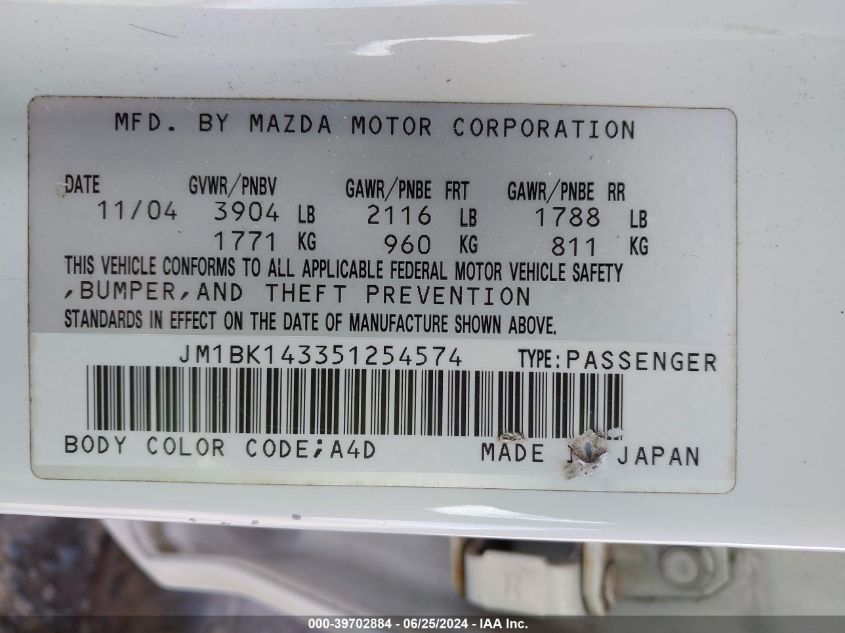 MFD. BY MAZDA MOTOR CORPORATION
DATE GVWR/PNBV GAWR/PNBE FRT GAWR/PNBE RR
11/04 3904 LB 2116 LB 1788 LB
1771 KG 960 KG 811 KG
THIS VEHICLE CONFORMS TO ALL APPLICABLE FEDERAL MOTOR VEHICLE SAFETY
,BUMPER,AND THEFT PREVENTION
STANDARDS IN EFFECT ON THE DATE OF MANUFACTURE SHOWN ABOVE.
JM1BK143351254574 TYPE:PASSENGER
BODY COLOR CODE;A4D MADE JAPAN
R
000-39702884 - 06/25/2024 - IAA Inc.